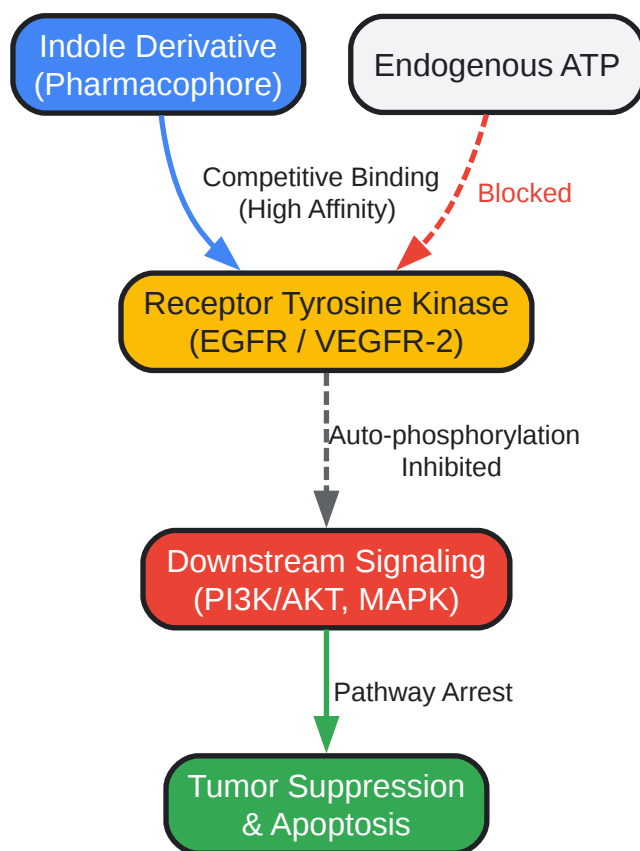 Indole Derivative
(Pharmacophore)
Endogenous ATP
Competitive Binding
(High Affinity)
Blocked
Receptor Tyrosine Kinase
(EGFR / VEGFR-2)
Auto-phosphorylation
Inhibited
Downstream Signaling
(PI3K/AKT, MAPK)
Pathway Arrest
Tumor Suppression
& Apoptosis